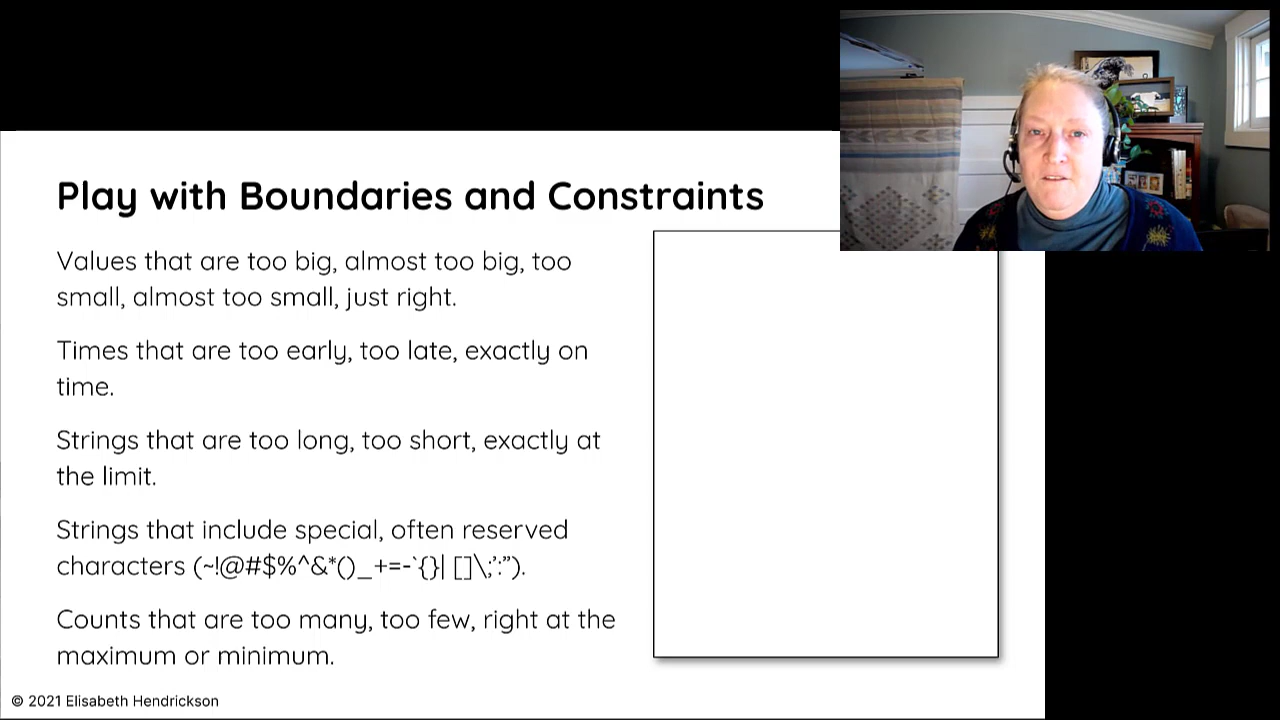 Play with Boundaries and Constraints
Values that are too big, almost too big, too
small, almost too small, just right.
Times that are too early, too late, exactly on
time.
Strings that are too long, too short, exactly at
the limit.
Strings that include special, often reserved
characters (~!@#$%^&*()_+=-`{}| []\;’:”).
Counts that are too many, too few, right at the
maximum or minimum.
© 2021 Elisabeth Hendrickson